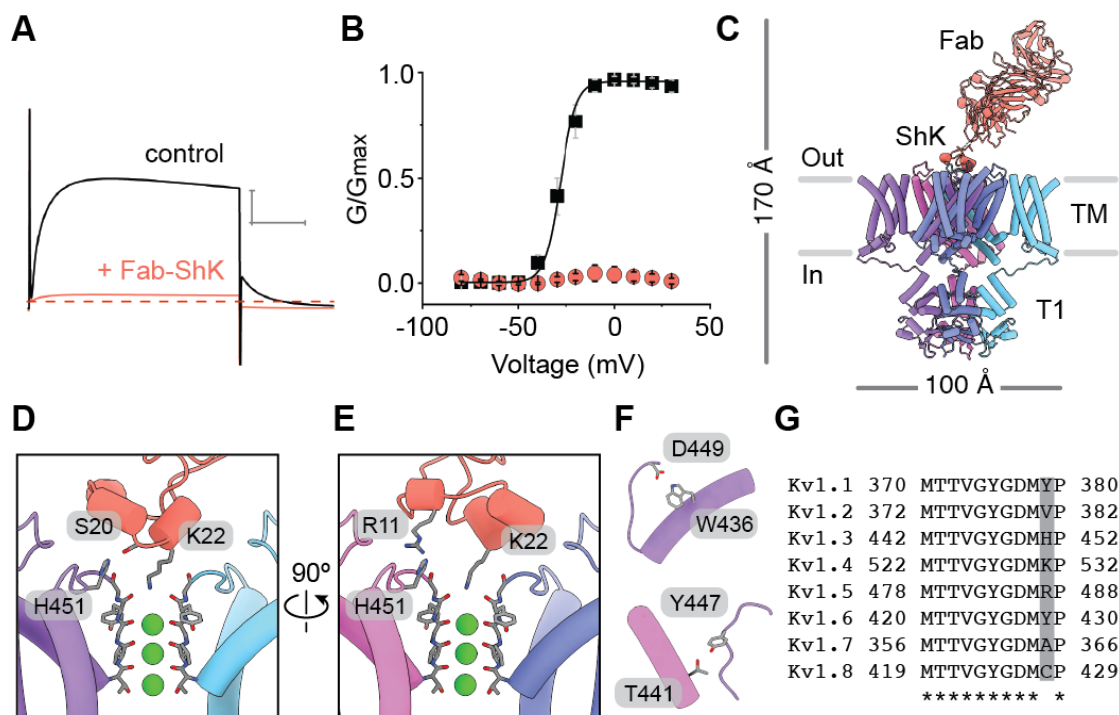 A
control
+ Fab-ShK
B
G/Gmax
1.0
0.5
0.0
-100
-50
0
50
Voltage (mV)
C
Fab
ShK
Out
In
TM
T1
170 Å
100 Å
D
S20
K22
H451
90º
E
R11
K22
H451
F
D449
W436
Y447
T441
G
Kv1.1 370 MTTVGYGDMYP 380
Kv1.2 372 MTTVGYGDMVP 382
Kv1.3 442 MTTVGYGDMHP 452
Kv1.4 522 MTTVGYGDMKP 532
Kv1.5 478 MTTVGYGDMRP 488
Kv1.6 420 MTTVGYGDMYP 430
Kv1.7 356 MTTVGYGDMAP 366
Kv1.8 419 MTTVGYGDMCP 429
********* *